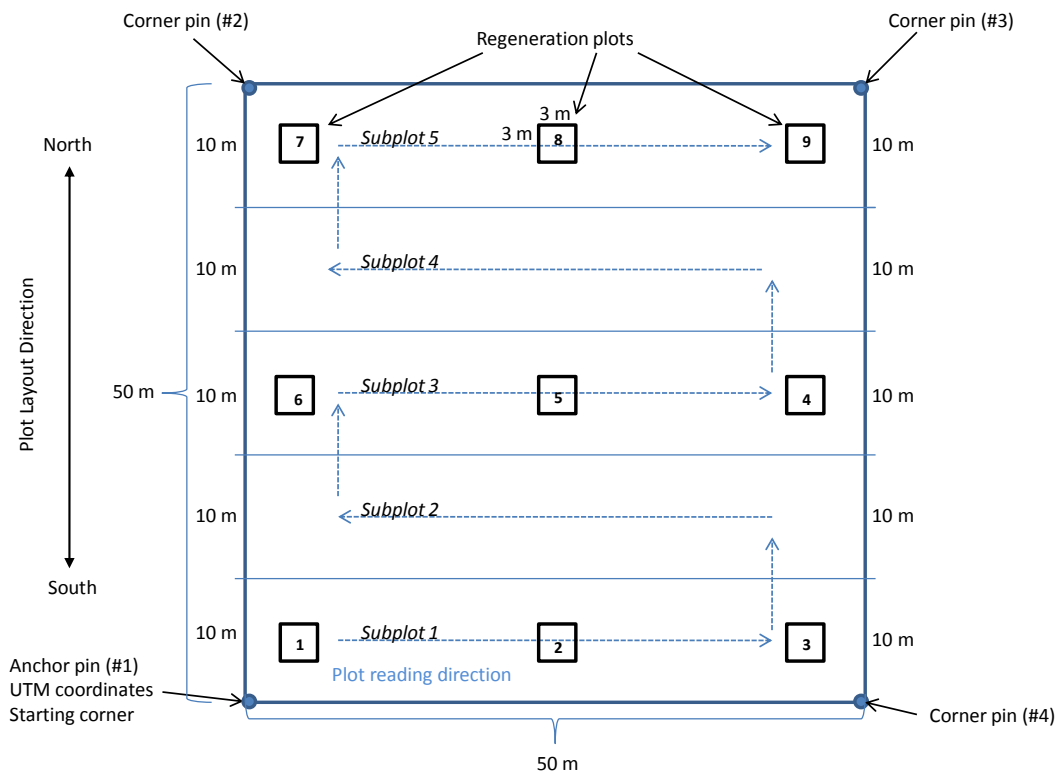 Corner pin (#2)
Corner pin (#3)
Regeneration plots
3 m
3 m
North
10 m
7
Subplot 5
8
9
10 m
10 m
Subplot 4
10 m
Plot Layout Direction
50 m
10 m
6
Subplot 3
5
4
10 m
10 m
Subplot 2
10 m
South
10 m
1
Subplot 1
2
3
10 m
Plot reading direction
Anchor pin (#1)
UTM coordinates
Starting corner
Corner pin (#4)
50 m